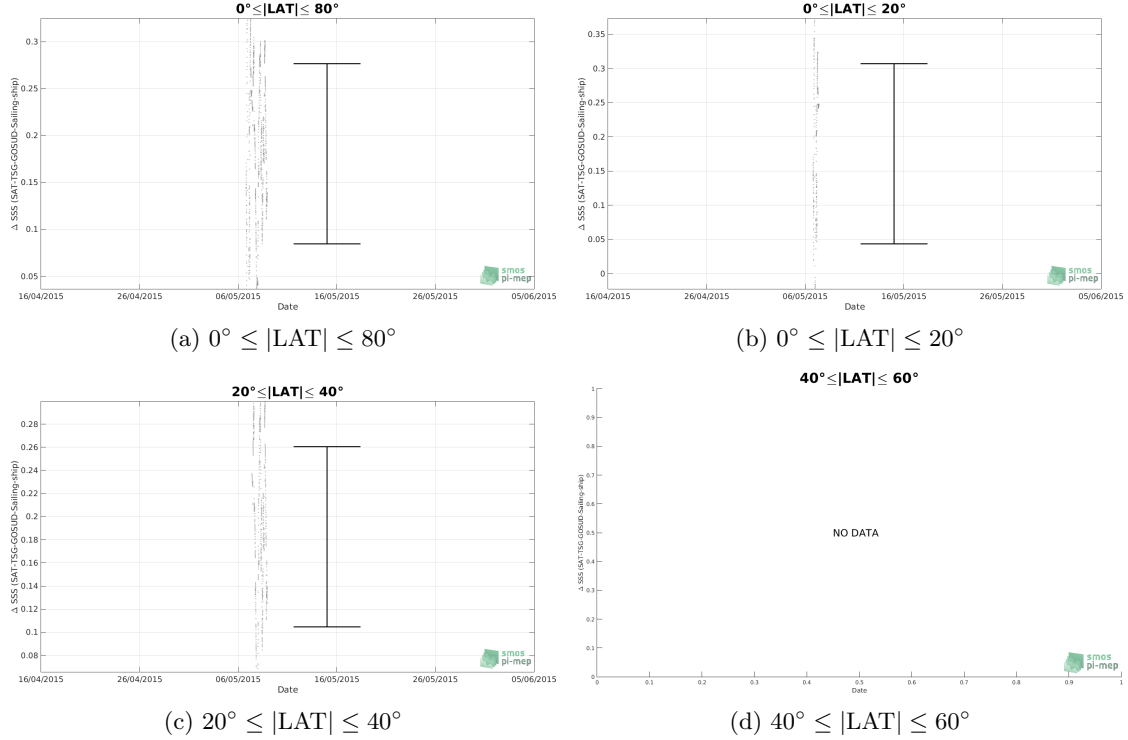 0°≤|LAT|≤ 80°
Δ SSS (SAT-TSG-GOSUD-Sailing-ship)
0.3
0.25
0.2
0.15
0.1
0.05
16/04/2015 26/04/2015 06/05/2015 16/05/2015 26/05/2015 05/06/2015
Date
smos
pi-mep
(a) 0° ≤ |LAT| ≤ 80°
0°≤|LAT|≤ 20°
Δ SSS (SAT-TSG-GOSUD-Sailing-ship)
0.35
0.3
0.25
0.2
0.15
0.1
0.05
0
16/04/2015 26/04/2015 06/05/2015 16/05/2015 26/05/2015 05/06/2015
Date
smos
pi-mep
(b) 0° ≤ |LAT| ≤ 20°
20°≤|LAT|≤ 40°
Δ SSS (SAT-TSG-GOSUD-Sailing-ship)
0.28
0.26
0.24
0.22
0.2
0.18
0.16
0.14
0.12
0.1
0.08
16/04/2015 26/04/2015 06/05/2015 16/05/2015 26/05/2015 05/06/2015
Date
smos
pi-mep
(c) 20° ≤ |LAT| ≤ 40°
40°≤|LAT|≤ 60°
Δ SSS (SAT-TSG-GOSUD-Sailing-ship)
1
0.9
0.8
0.7
0.6
0.5
0.4
0.3
0.2
0.1
0
NO DATA
0 0.1 0.2 0.3 0.4 0.5 0.6 0.7 0.8 0.9 1
Date
smos
pi-mep
(d) 40° ≤ |LAT| ≤ 60°